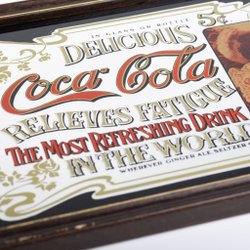 IN GLASS OR BOTTLE
DELICIOUS 5¢
Coca-Cola
RELIEVES FATIGUE
THE MOST REFRESHING DRINK
IN THE WORL
WHEREVER GINGER ALE SELTZER